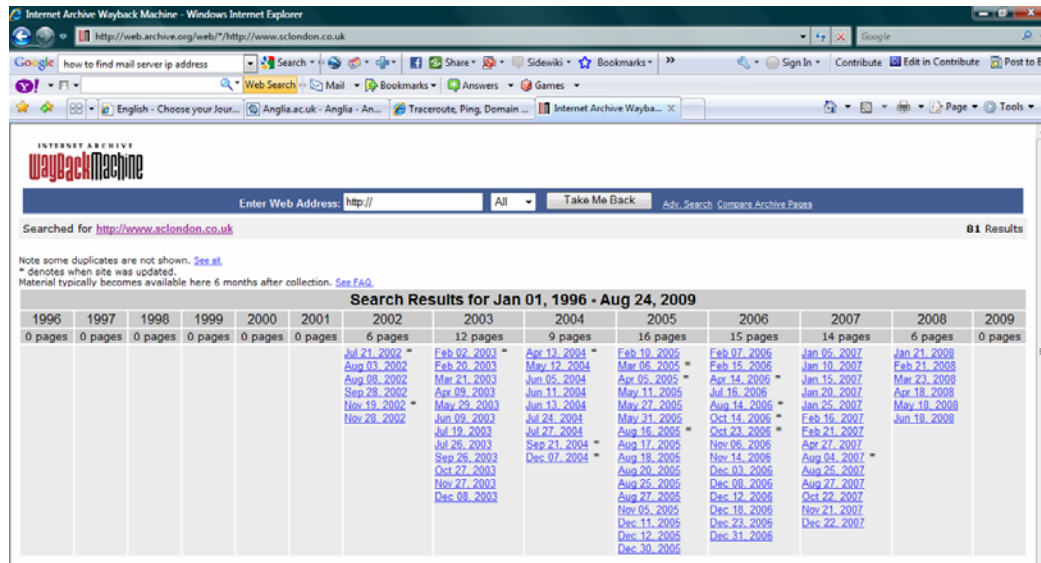 Internet Archive Wayback Machine - Windows Internet Explorer
http://web.archive.org/web/*/http://www.sclondon.co.uk Google
Google how to find mail server ip address Search Share Sidewiki Bookmarks >> Sign In Contribute Edit in Contribute Post to B
Y! Web Search Mail Bookmarks Answers Games
English - Choose your Jour... Anglia.ac.uk - Anglia - An... Traceroute, Ping, Domain ... Internet Archive Wayba... X Page Tools
INTERNET ARCHIVE
WayBackMachine
Enter Web Address: http:// All Take Me Back Adv. Search Compare Archive Pages
Searched for http://www.sclondon.co.uk 81 Results
Note some duplicates are not shown. See all.
* denotes when site was updated.
Material typically becomes available here 6 months after collection. See FAQ.
Search Results for Jan 01, 1996 - Aug 24, 2009
1996 1997 1998 1999 2000 2001 2002 2003 2004 2005 2006 2007 2008 2009
0 pages 0 pages 0 pages 0 pages 0 pages 0 pages 6 pages 12 pages 9 pages 16 pages 15 pages 14 pages 6 pages 0 pages
Jul 21, 2002 * Feb 02, 2003 * Apr 13, 2004 * Feb 10, 2005 Feb 07, 2006 Jan 05, 2007 Jan 21, 2008
Aug 03, 2002 Feb 20, 2003 May 12, 2004 Mar 06, 2005 * Feb 15, 2006 Jan 10, 2007 Feb 21, 2008
Aug 08, 2002 Mar 21, 2003 Jun 05, 2004 Apr 05, 2005 * Apr 14, 2006 * Jan 15, 2007 Mar 23, 2008
Sep 28, 2002 Apr 09, 2003 Jun 11, 2004 May 11, 2005 Jul 16, 2006 Jan 20, 2007 Apr 18, 2008
Nov 19, 2002 * May 29, 2003 Jun 13, 2004 May 27, 2005 Aug 14, 2006 * Jan 25, 2007 May 18, 2008
Nov 28, 2002 Jun 09, 2003 Jul 24, 2004 May 31, 2005 Oct 14, 2006 * Feb 16, 2007 Jun 18, 2008
Jul 19, 2003 Jul 27, 2004 Aug 16, 2005 * Oct 23, 2006 * Feb 21, 2007
Jul 26, 2003 Sep 21, 2004 * Aug 17, 2005 Nov 06, 2006 Apr 27, 2007
Sep 26, 2003 Dec 07, 2004 * Aug 18, 2005 Nov 14, 2006 Aug 04, 2007 *
Oct 27, 2003 Aug 20, 2005 Dec 03, 2006 Aug 25, 2007
Nov 27, 2003 Aug 25, 2005 Dec 08, 2006 Aug 27, 2007
Dec 08, 2003 Aug 27, 2005 Dec 12, 2006 Oct 22, 2007
Nov 05, 2005 Dec 18, 2006 Nov 21, 2007
Dec 11, 2005 Dec 23, 2006 Dec 22, 2007
Dec 12, 2005 Dec 31, 2006
Dec 30, 2005